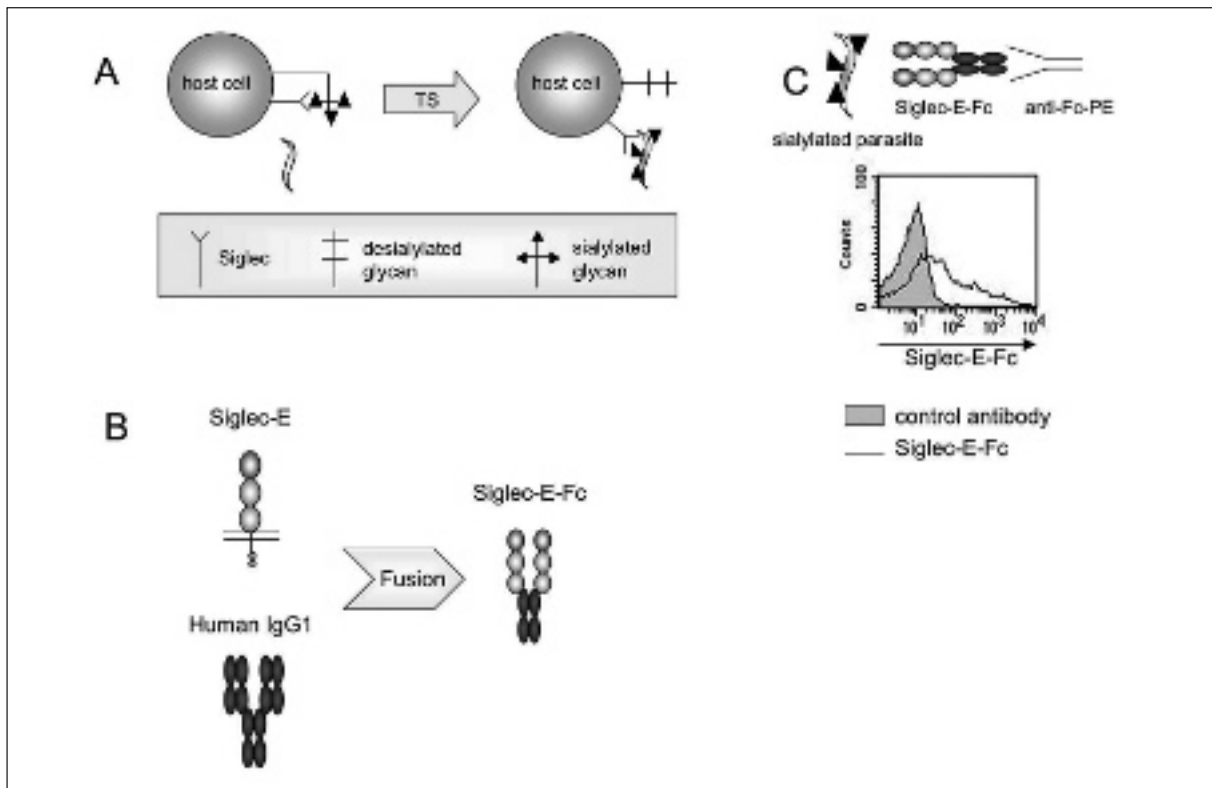 A
host cell
TS
host cell
Siglec
desialylated
glycan
sialylated
glycan
B
Siglec-E
Human IgG1
Fusion
Siglec-E-Fc
C
Siglec-E-Fc
anti-Fc-PE
sialylated parasite
100
Counts
0
10¹ 10² 10³ 10⁴
Siglec-E-Fc
control antibody
Siglec-E-Fc